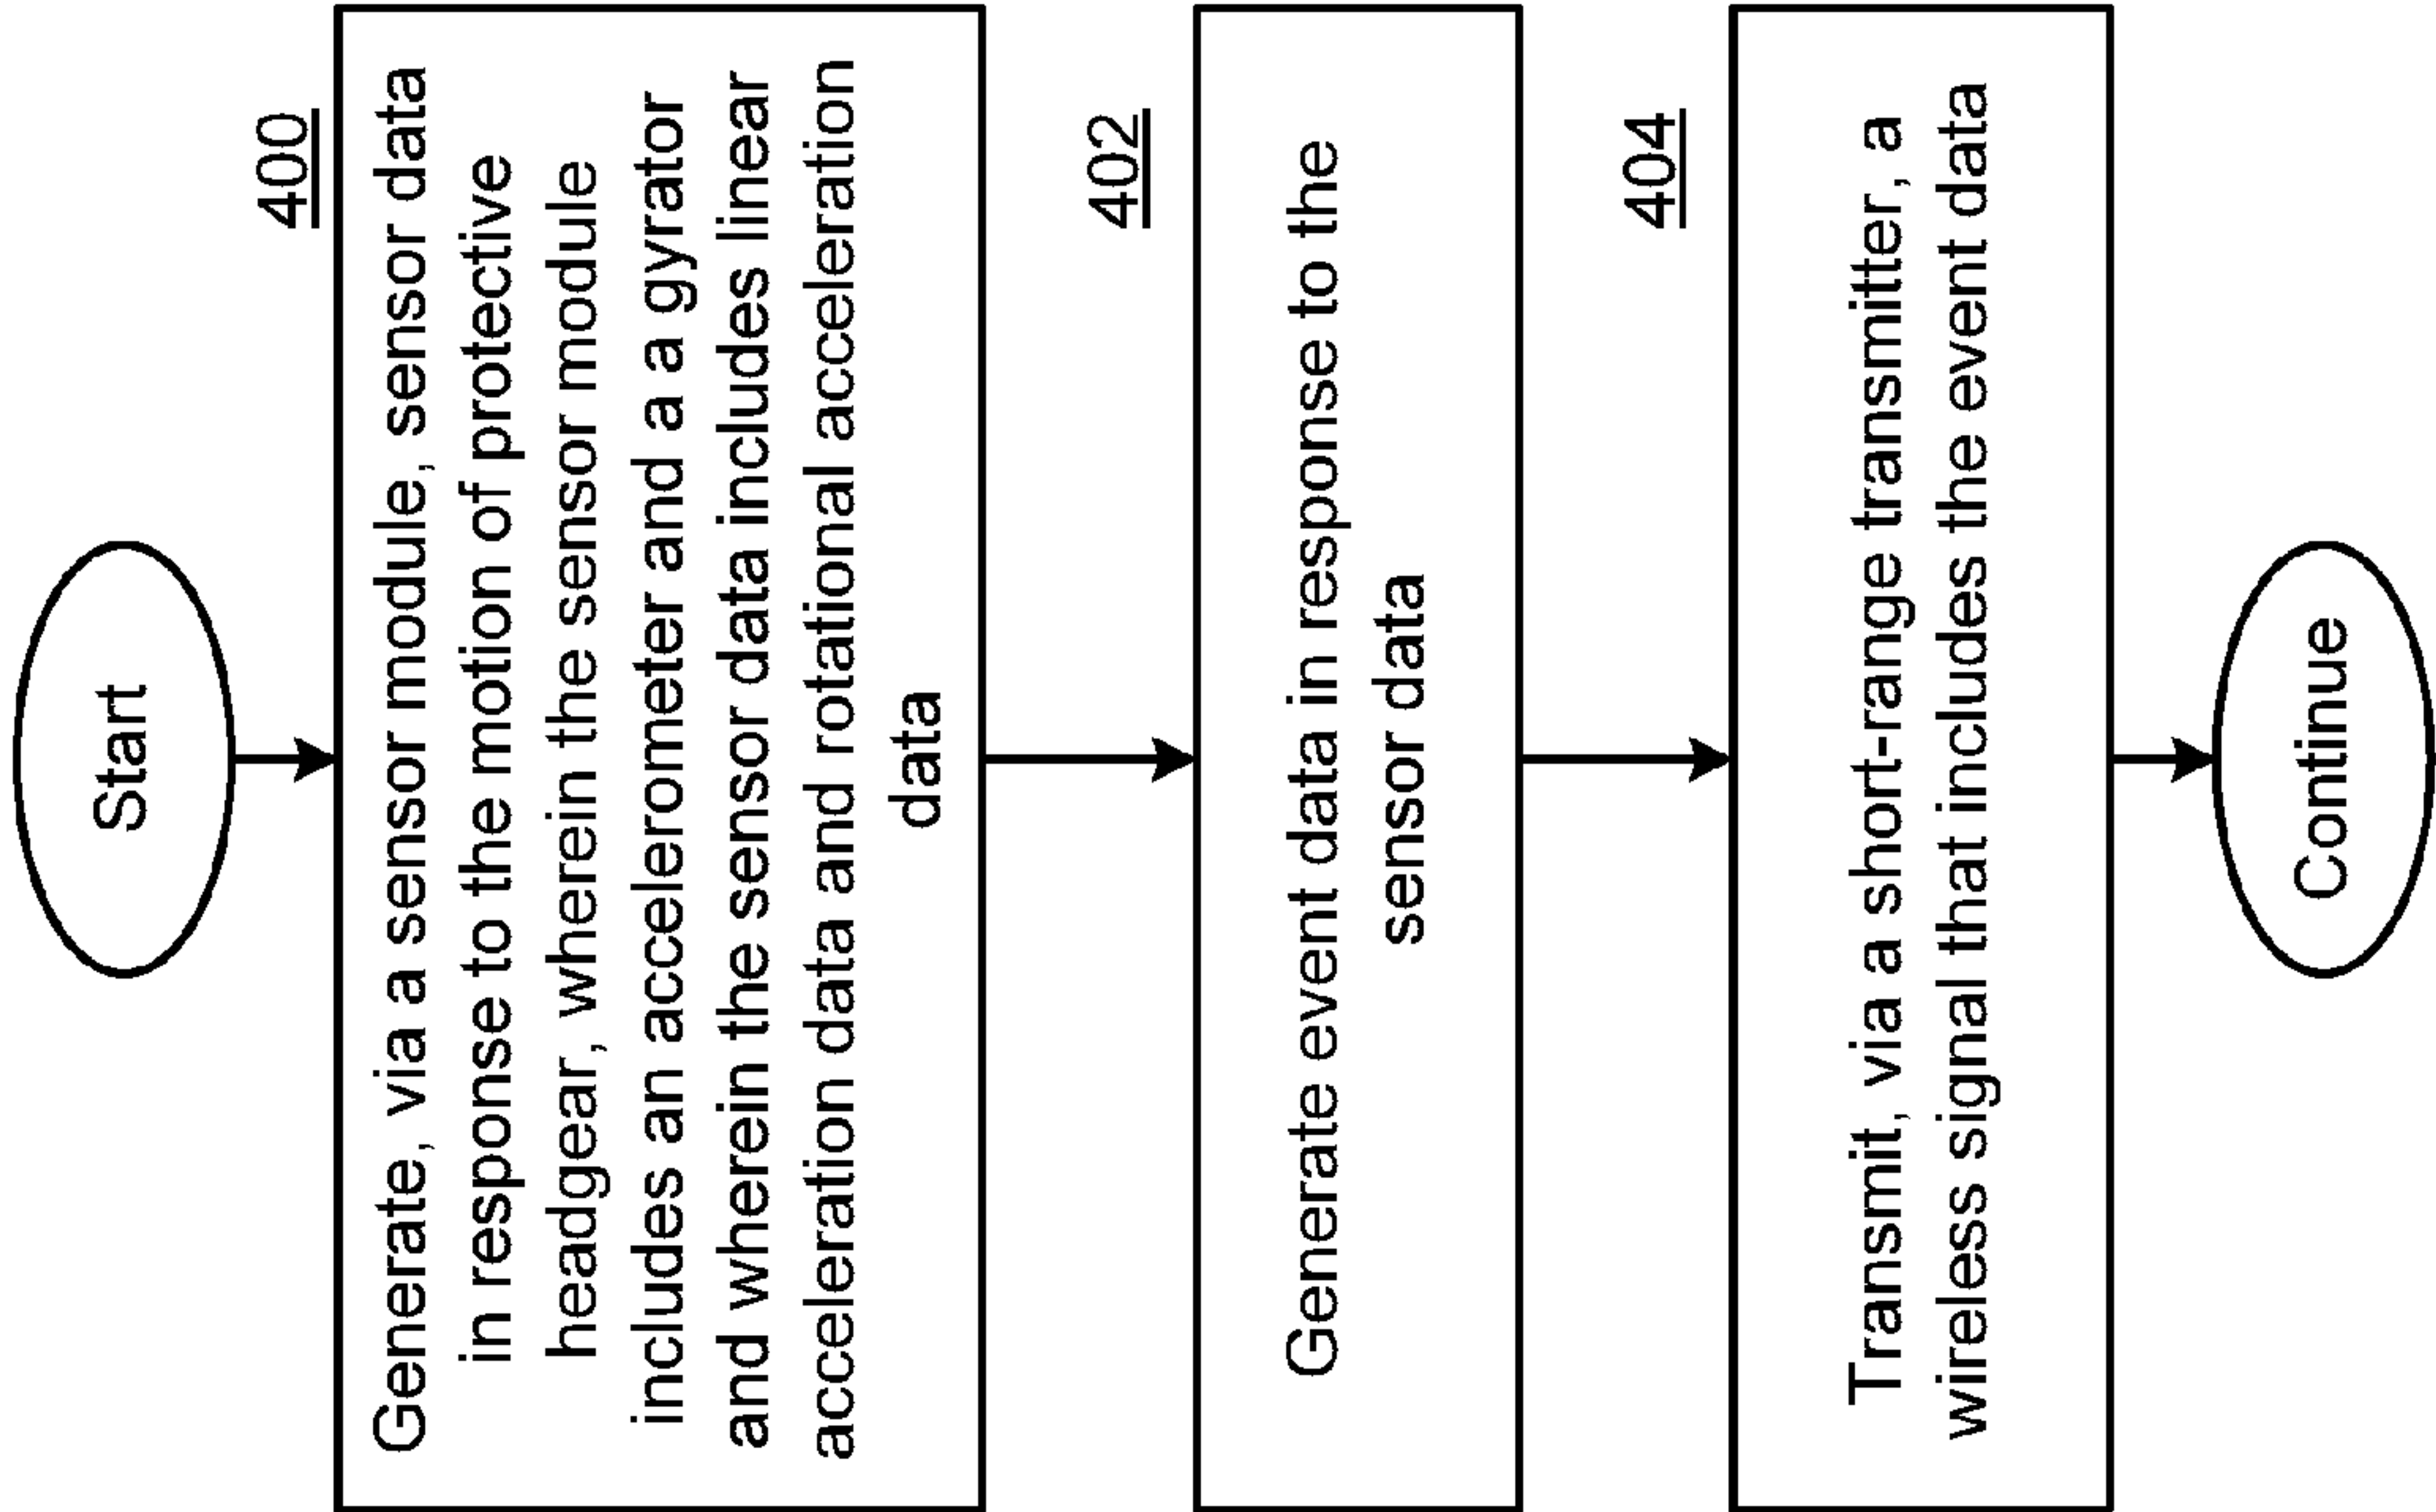 Start
400
Generate, via a sensor module, sensor data
in response to the motion of protective
headgear, wherein the sensor module
includes an accelerometer and a a gyrator
and wherein the sensor data includes linear
acceleration data and rotational acceleration
data
402
Generate event data in response to the
sensor data
404
Transmit, via a short-range transmitter, a
wireless signal that includes the event data
Continue